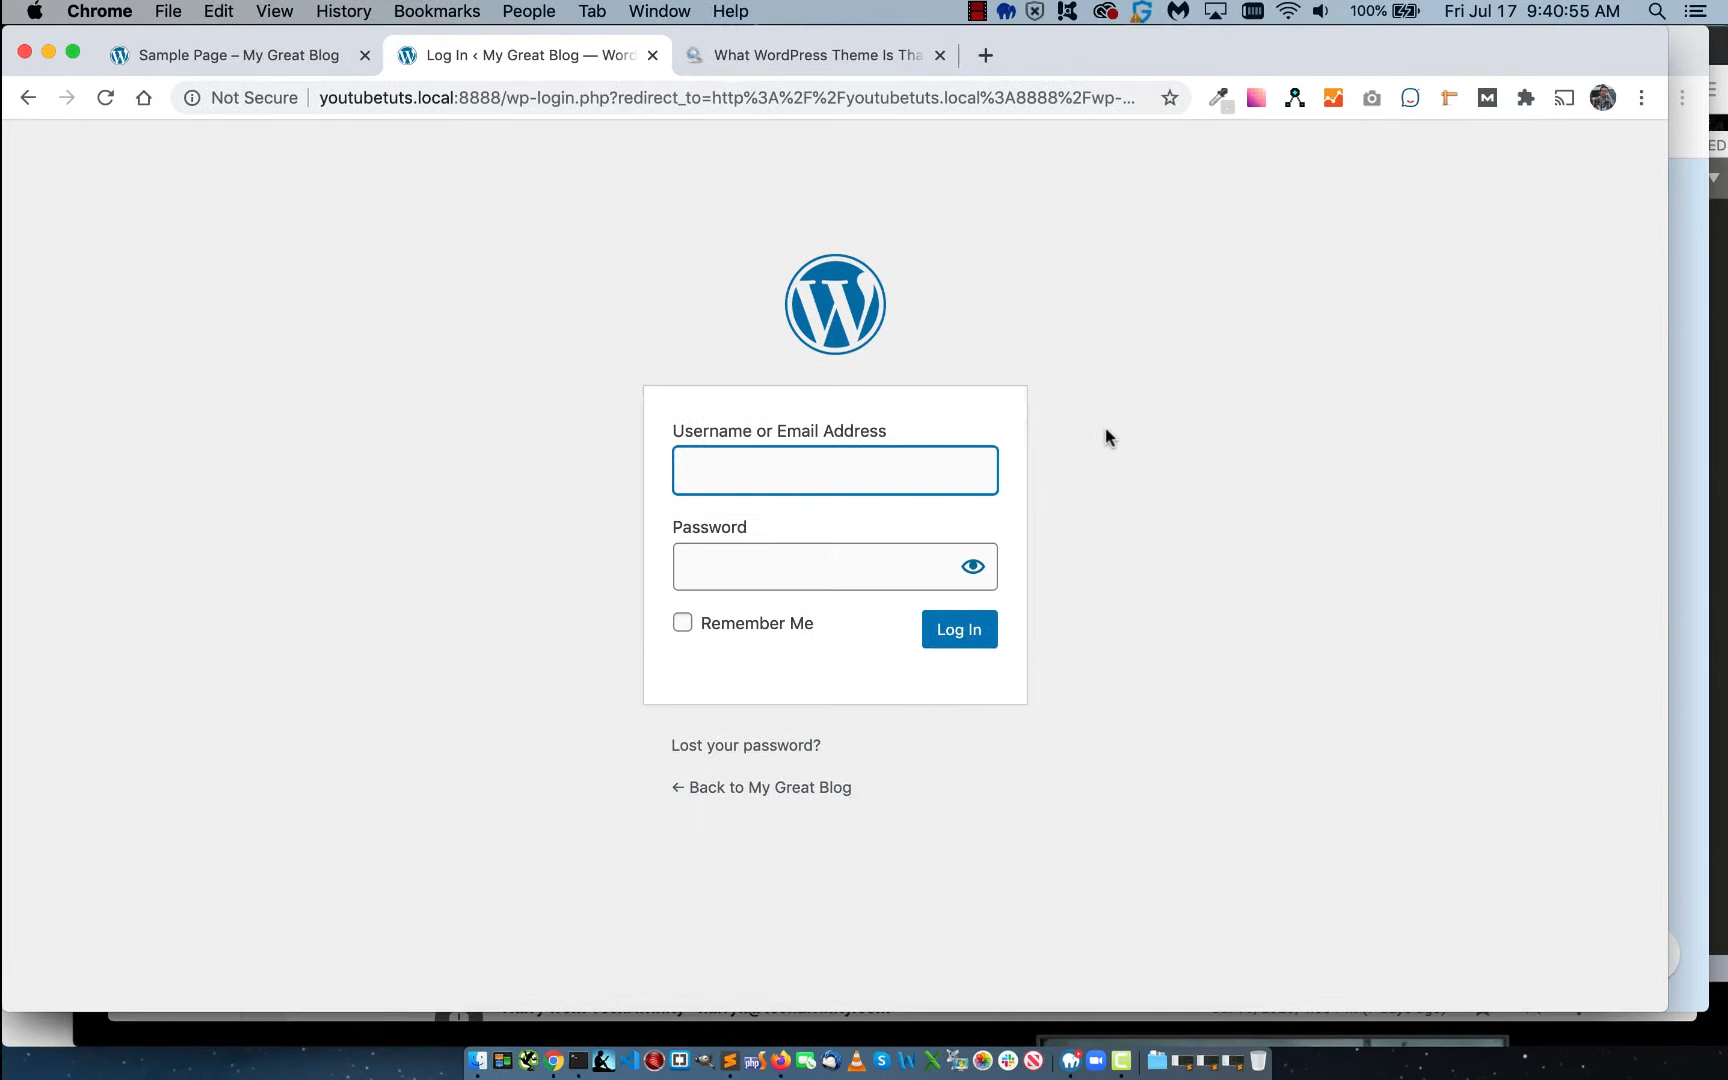 Chrome File Edit View History Bookmarks People Tab Window Help 100% Fri Jul 17 9:40:55 AM
Sample Page – My Great Blog
Log In ‹ My Great Blog — Word
What WordPress Theme Is Tha
Not Secure youtubetuts.local:8888/wp-login.php?redirect_to=http%3A%2F%2Fyoutubetuts.local%3A8888%2Fwp-...
ED
Username or Email Address
Password
Remember Me
Log In
Lost your password?
← Back to My Great Blog